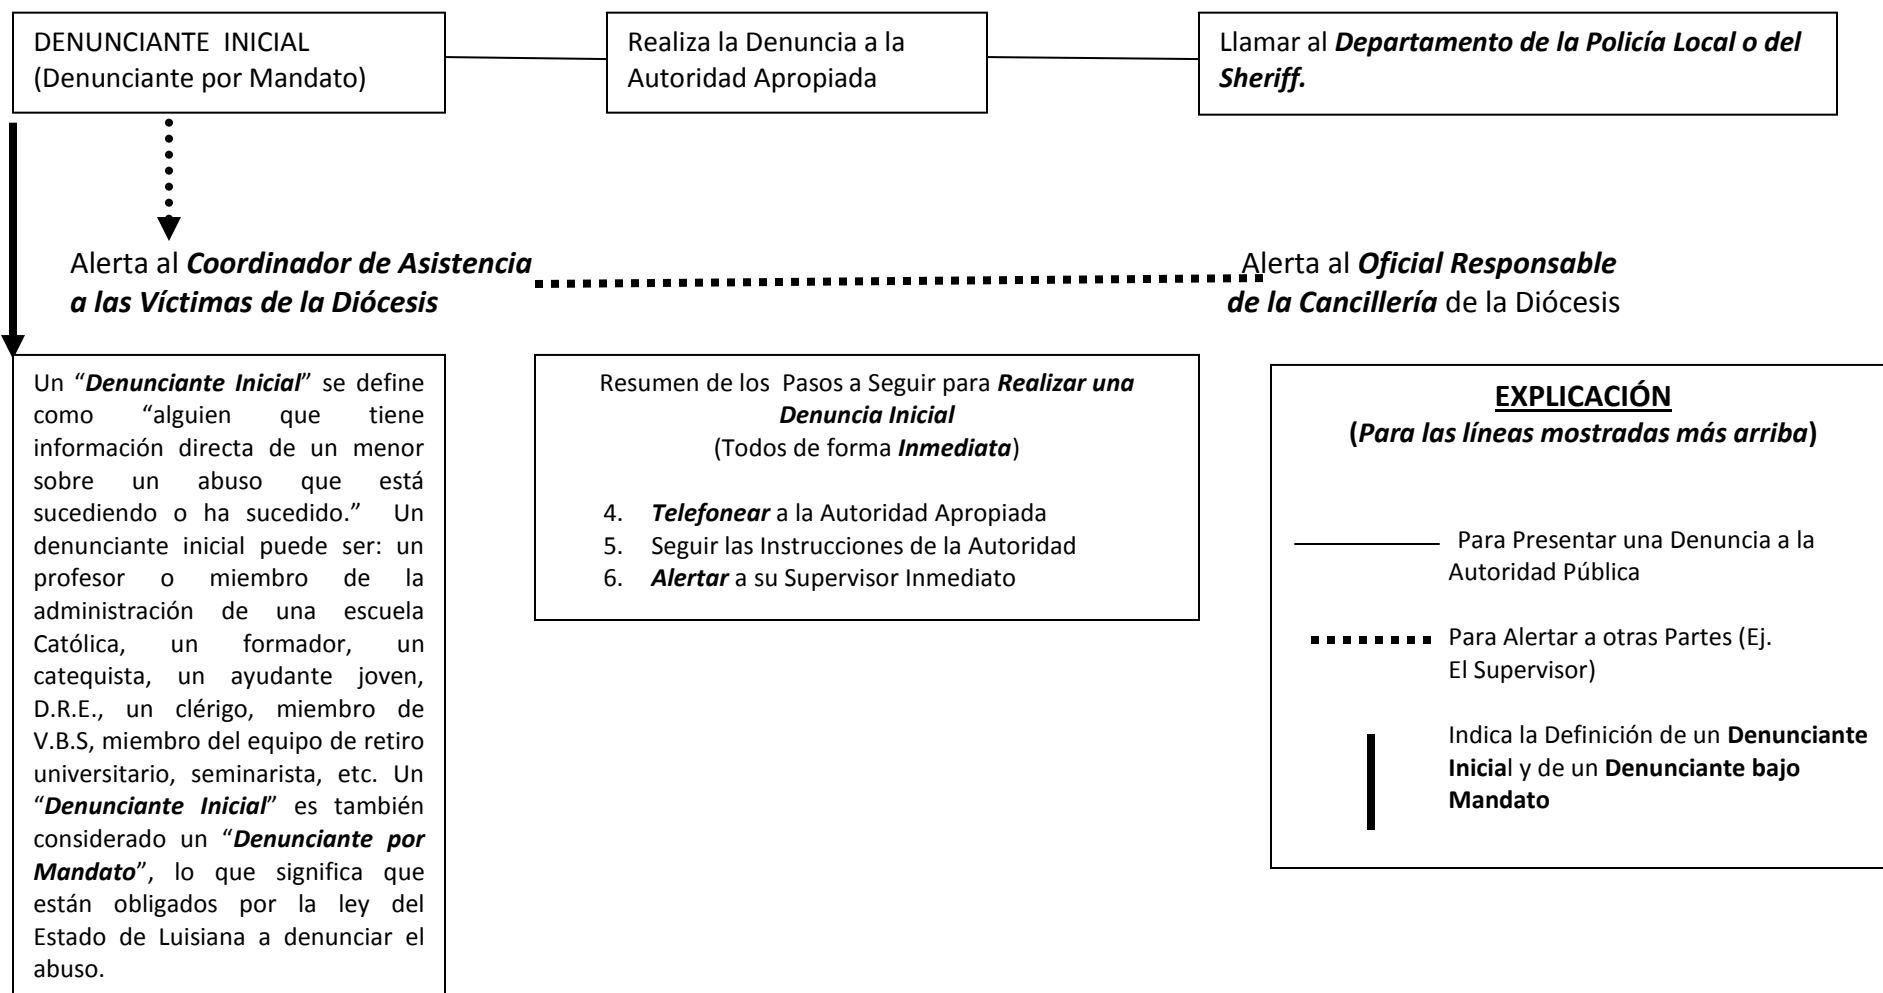 DENUNCIANTE INICIAL
(Denunciante por Mandato)
Realiza la Denuncia a la
Autoridad Apropiada
Llamar al Departamento de la Policía Local o del
Sheriff.
Alerta al Coordinador de Asistencia
a las Víctimas de la Diócesis
Alerta al Oficial Responsable
de la Cancillería de la Diócesis
Un “Denunciante Inicial” se define
como “alguien que tiene
información directa de un menor
sobre un abuso que está
sucediendo o ha sucedido.” Un
denunciante inicial puede ser: un
profesor o miembro de la
administración de una escuela
Católica, un formador, un
catequista, un ayudante joven,
D.R.E., un clérigo, miembro de
V.B.S, miembro del equipo de retiro
universitario, seminarista, etc. Un
“Denunciante Inicial” es también
considerado un “Denunciante por
Mandato”, lo que significa que
están obligados por la ley del
Estado de Luisiana a denunciar el
abuso.
Resumen de los Pasos a Seguir para Realizar una
Denuncia Inicial
(Todos de forma Inmediata)
4. Telefonear a la Autoridad Apropiada
5. Seguir las Instrucciones de la Autoridad
6. Alertar a su Supervisor Inmediato
EXPLICACIÓN
(Para las líneas mostradas más arriba)
Para Presentar una Denuncia a la
Autoridad Pública
Para Alertar a otras Partes (Ej.
El Supervisor)
Indica la Definición de un Denunciante
Inicial y de un Denunciante bajo
Mandato